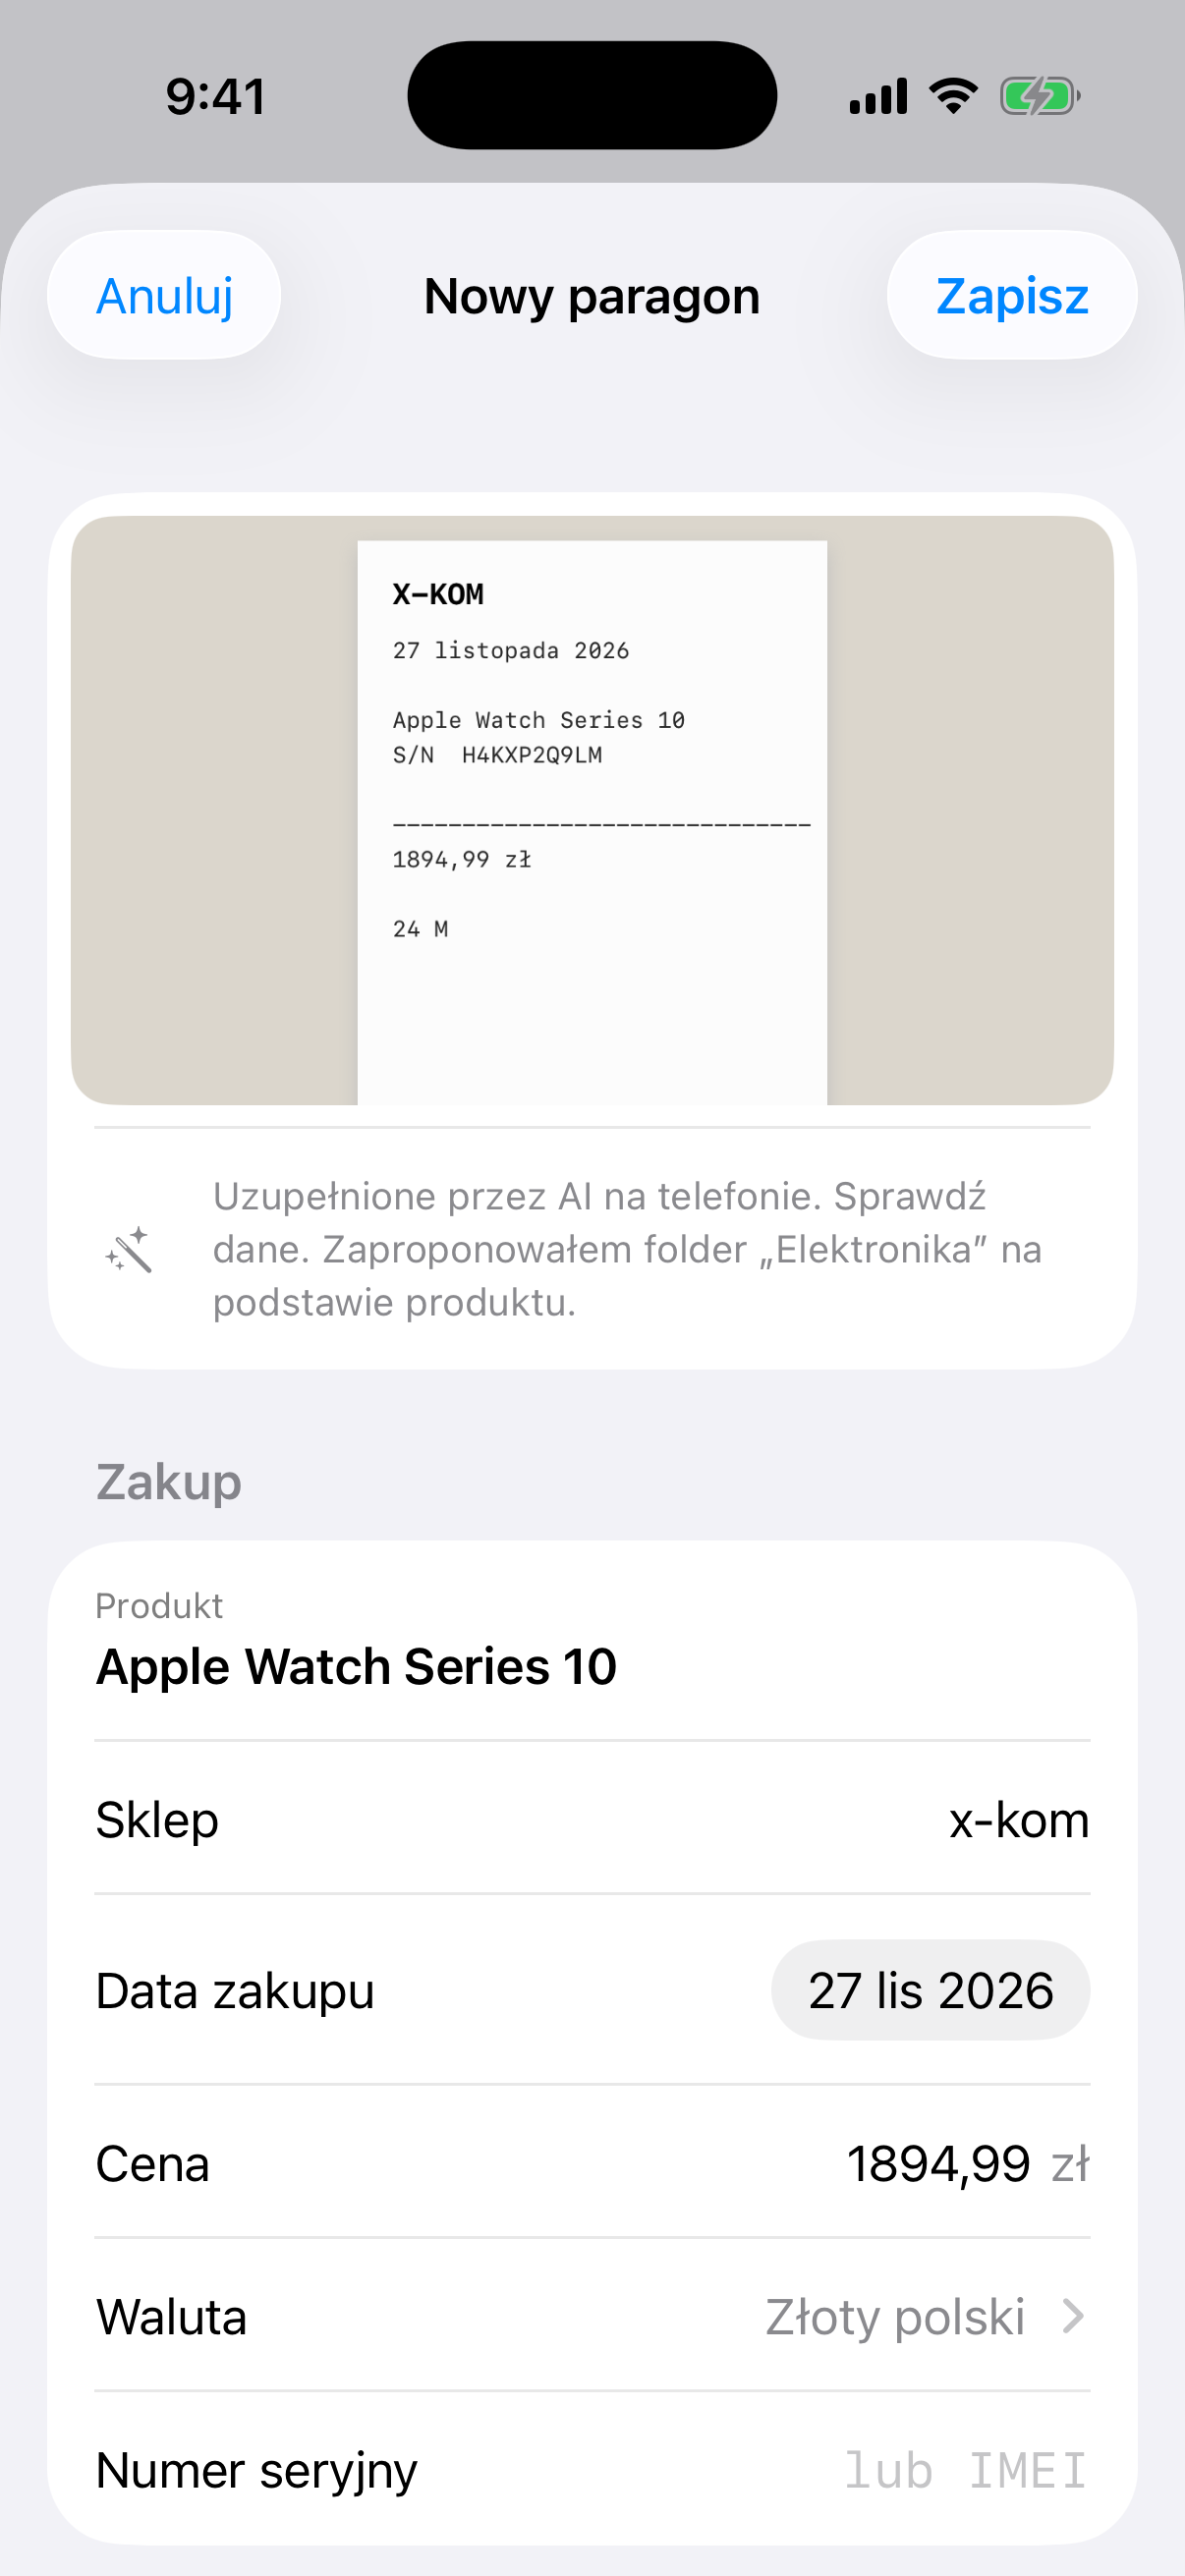 9:41
Anuluj
Nowy paragon
Zapisz
X-KOM
27 listopada 2026
Apple Watch Series 10
S/N  H4KXP2Q9LM
------------------------------
1894,99 zł
24 M
Uzupełnione przez AI na telefonie. Sprawdź
dane. Zaproponowałem folder „Elektronika” na
podstawie produktu.
Zakup
Produkt
Apple Watch Series 10
Sklep
x-kom
Data zakupu
27 lis 2026
Cena
1894,99 zł
Waluta
Złoty polski
Numer seryjny
lub IMEI